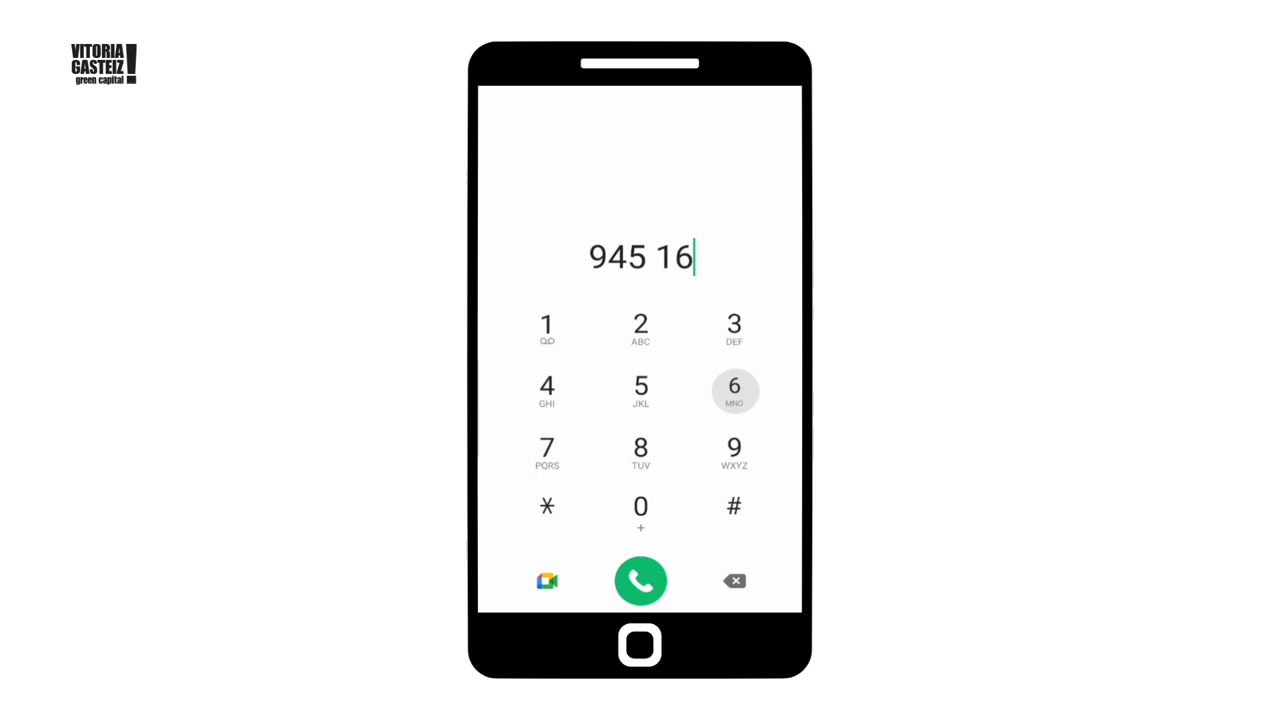 VITORIA
GASTEIZ!
green capital
945 16
1 2 3
ABC DEF
4 5 6
GHI JKL MNO
7 8 9
PQRS TUV WXYZ
* 0 #
+